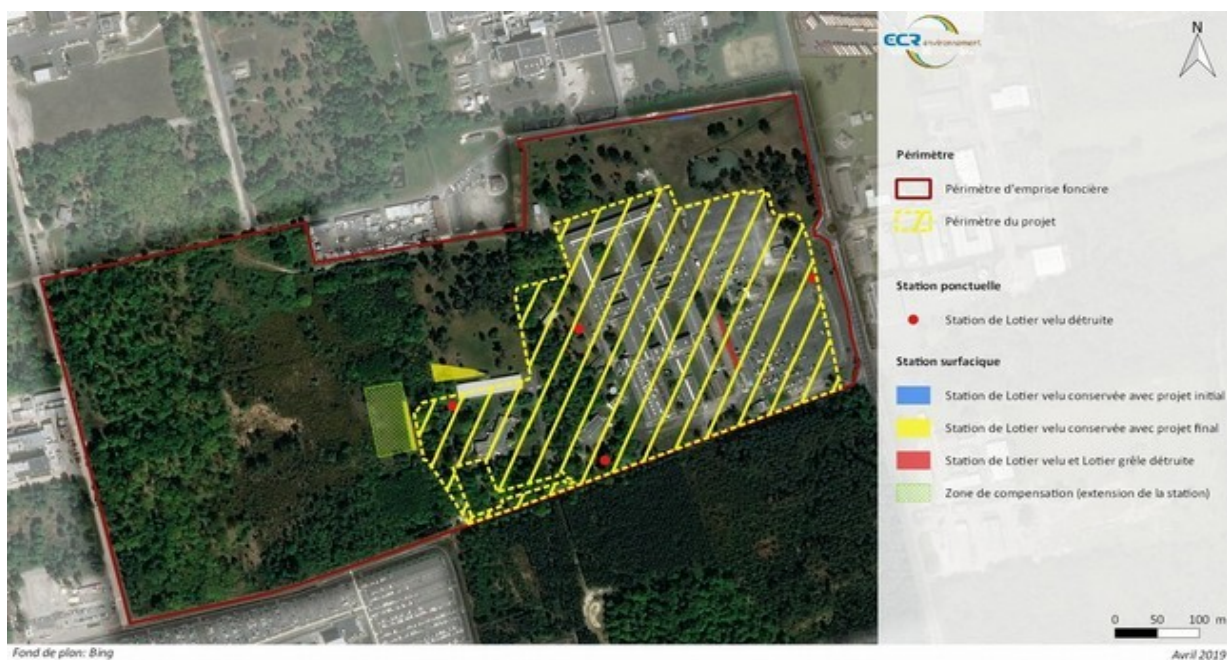 ECR environnement
N
Périmètre
Périmètre d'emprise foncière
Périmètre du projet
Station ponctuelle
Station de Lotier velu détruite
Station surfacique
Station de Lotier velu conservée avec projet initial
Station de Lotier velu conservée avec projet final
Station de Lotier velu et Lotier grêle détruite
Zone de compensation (extension de la station)
0 50 100 m
Fond de plan: Bing
Avril 2019